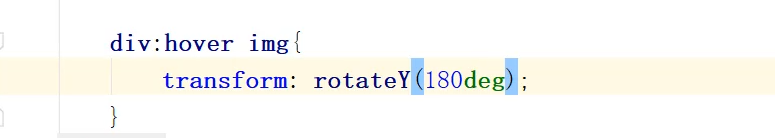 div:hover img{
transform: rotateY(180deg);
}